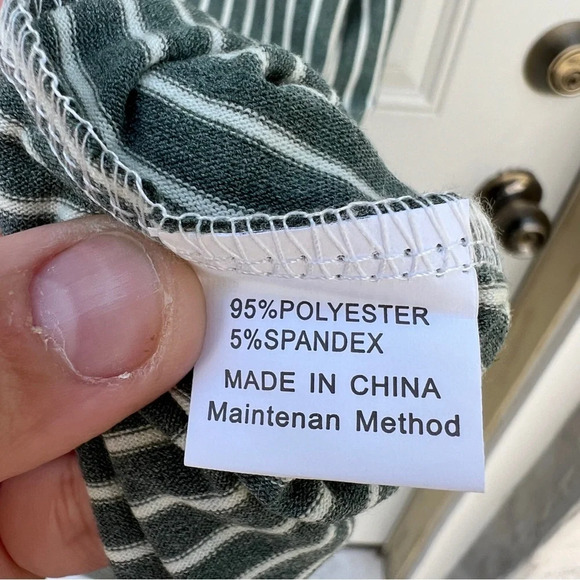 95%POLYESTER
5%SPANDEX
MADE IN CHINA
Maintenan Method